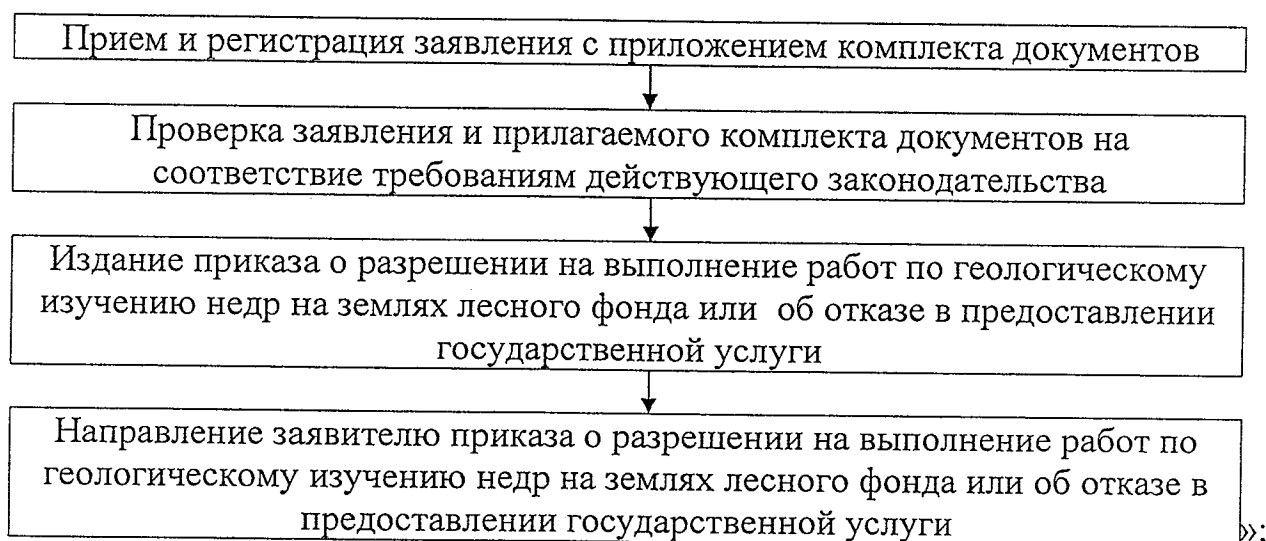 Прием и регистрация заявления с приложением комплекта документов
Проверка заявления и прилагаемого комплекта документов на
соответствие требованиям действующего законодательства
Издание приказа о разрешении на выполнение работ по геологическому
изучению недр на землях лесного фонда или об отказе в предоставлении
государственной услуги
Направление заявителю приказа о разрешении на выполнение работ по
геологическому изучению недр на землях лесного фонда или об отказе в
предоставлении государственной услуги
»;